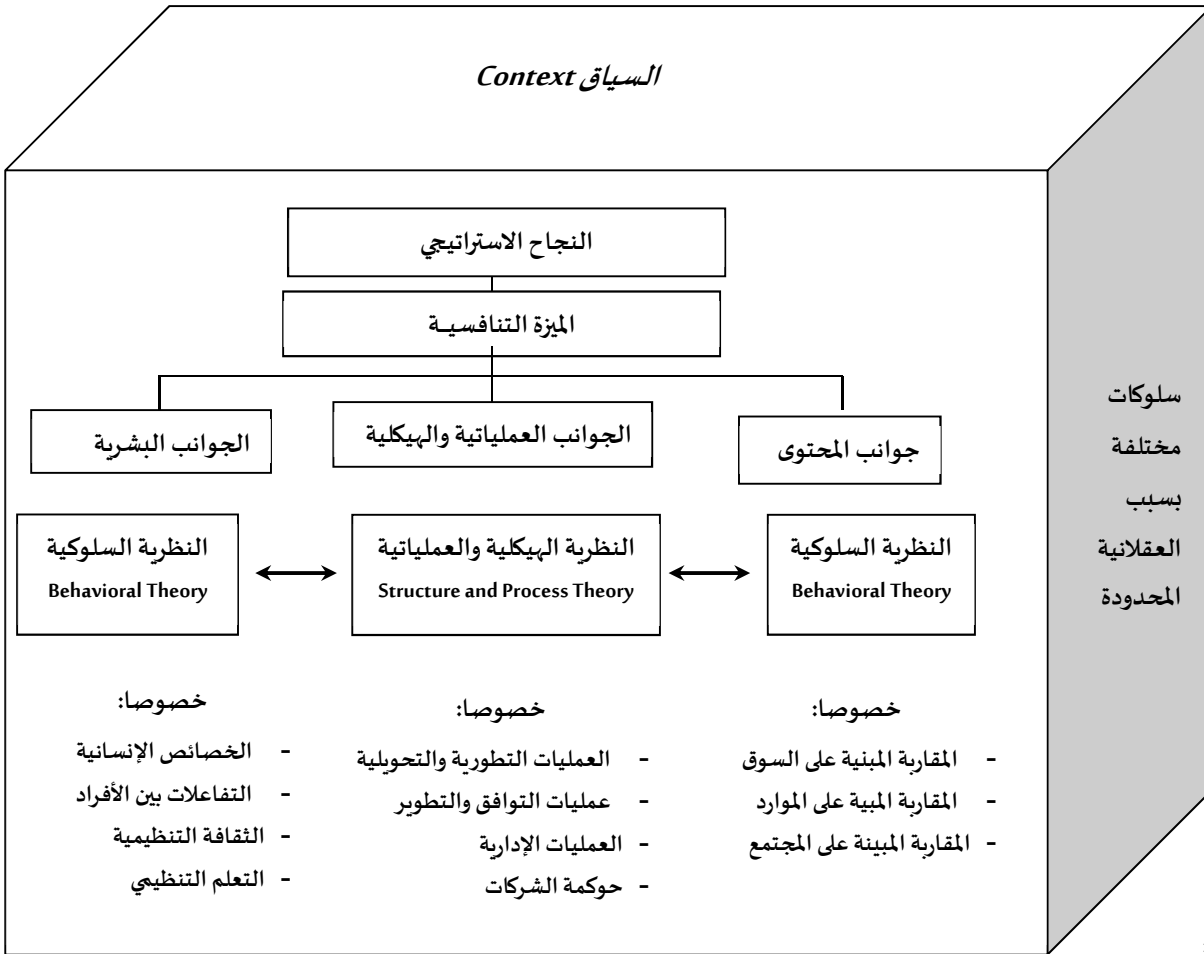 السياق Context
النجاح الاستراتيجي
الميزة التنافسيـة
جوانب المحتوى
الجوانب العملياتية والهيكلية
الجوانب البشرية
النظرية السلوكية
Behavioral Theory
النظرية الهيكلية والعملياتية
Structure and Process Theory
النظرية السلوكية
Behavioral Theory
خصوصا:
- المقاربة المبنية على السوق
- المقاربة المبية على الموارد
- المقاربة المبينة على المجتمع
خصوصا:
- العمليات التطورية والتحويلية
- عمليات التوافق والتطوير
- العمليات الإدارية
- حوكمة الشركات
خصوصا:
- الخصائص الإنسانية
- التفاعلات بين الأفراد
- الثقافة التنظيمية
- التعلم التنظيمي
سلوكات
مختلفة
بسبب
العقلانية
المحدودة